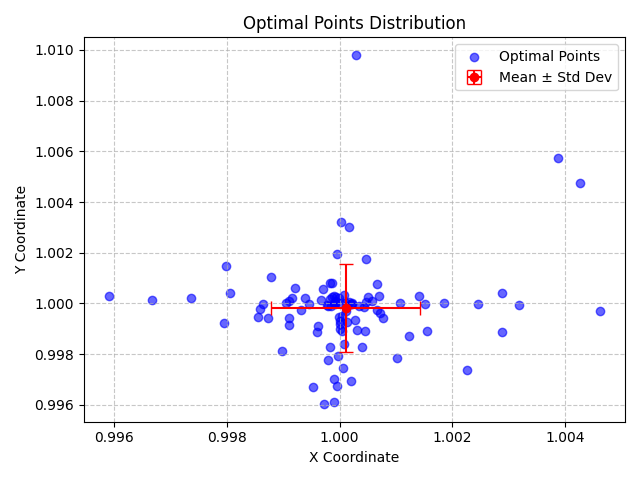 Optimal Points Distribution
Optimal Points
Mean ± Std Dev
Y Coordinate
1.010
1.008
1.006
1.004
1.002
1.000
0.998
0.996
0.996
0.998
1.000
1.002
1.004
X Coordinate